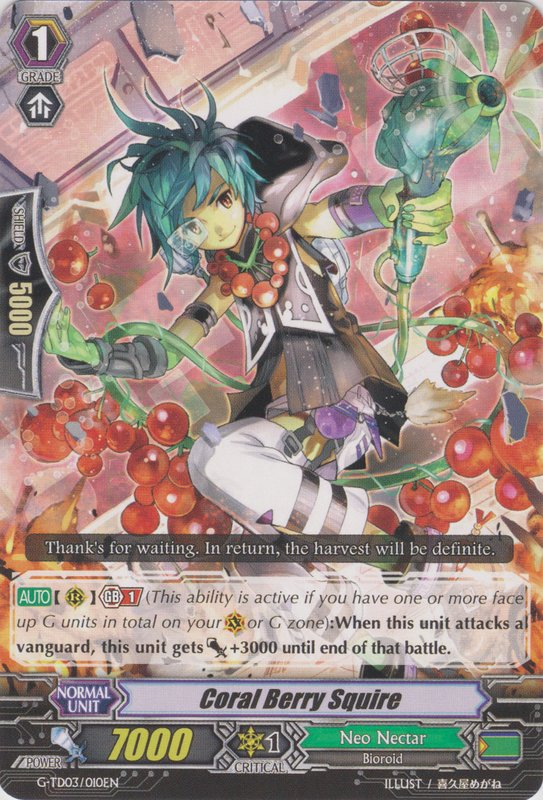 1
GRADE
SHIELD
5000
Thank's for waiting. In return, the harvest will be definite.
AUTO【 R 】GB 1 (This ability is active if you have one or more face
up G units in total on your V or G zone):When this unit attacks a
vanguard, this unit gets +3000 until end of that battle.
NORMAL
UNIT
Coral Berry Squire
POWER
7000
1
CRITICAL
Neo Nectar
Bioroid
G-TD03/010EN
ILLUST / 喜久屋めがね